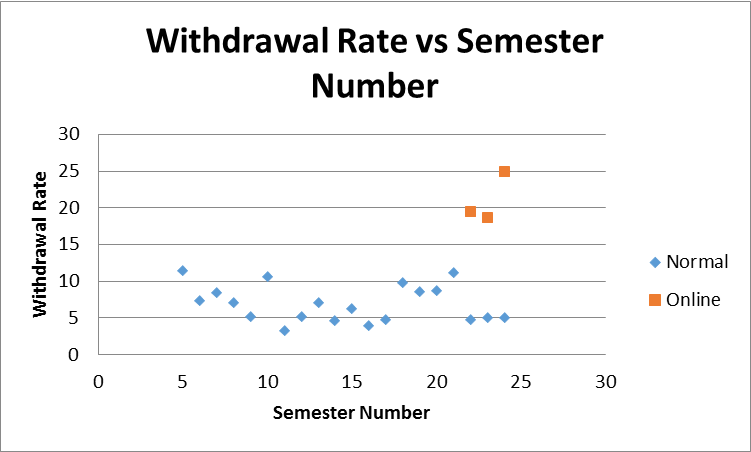 Withdrawal Rate vs Semester
Number
30
25
20
15
10
5
0
Withdrawal Rate
0 5 10 15 20 25 30
Semester Number
Normal
Online